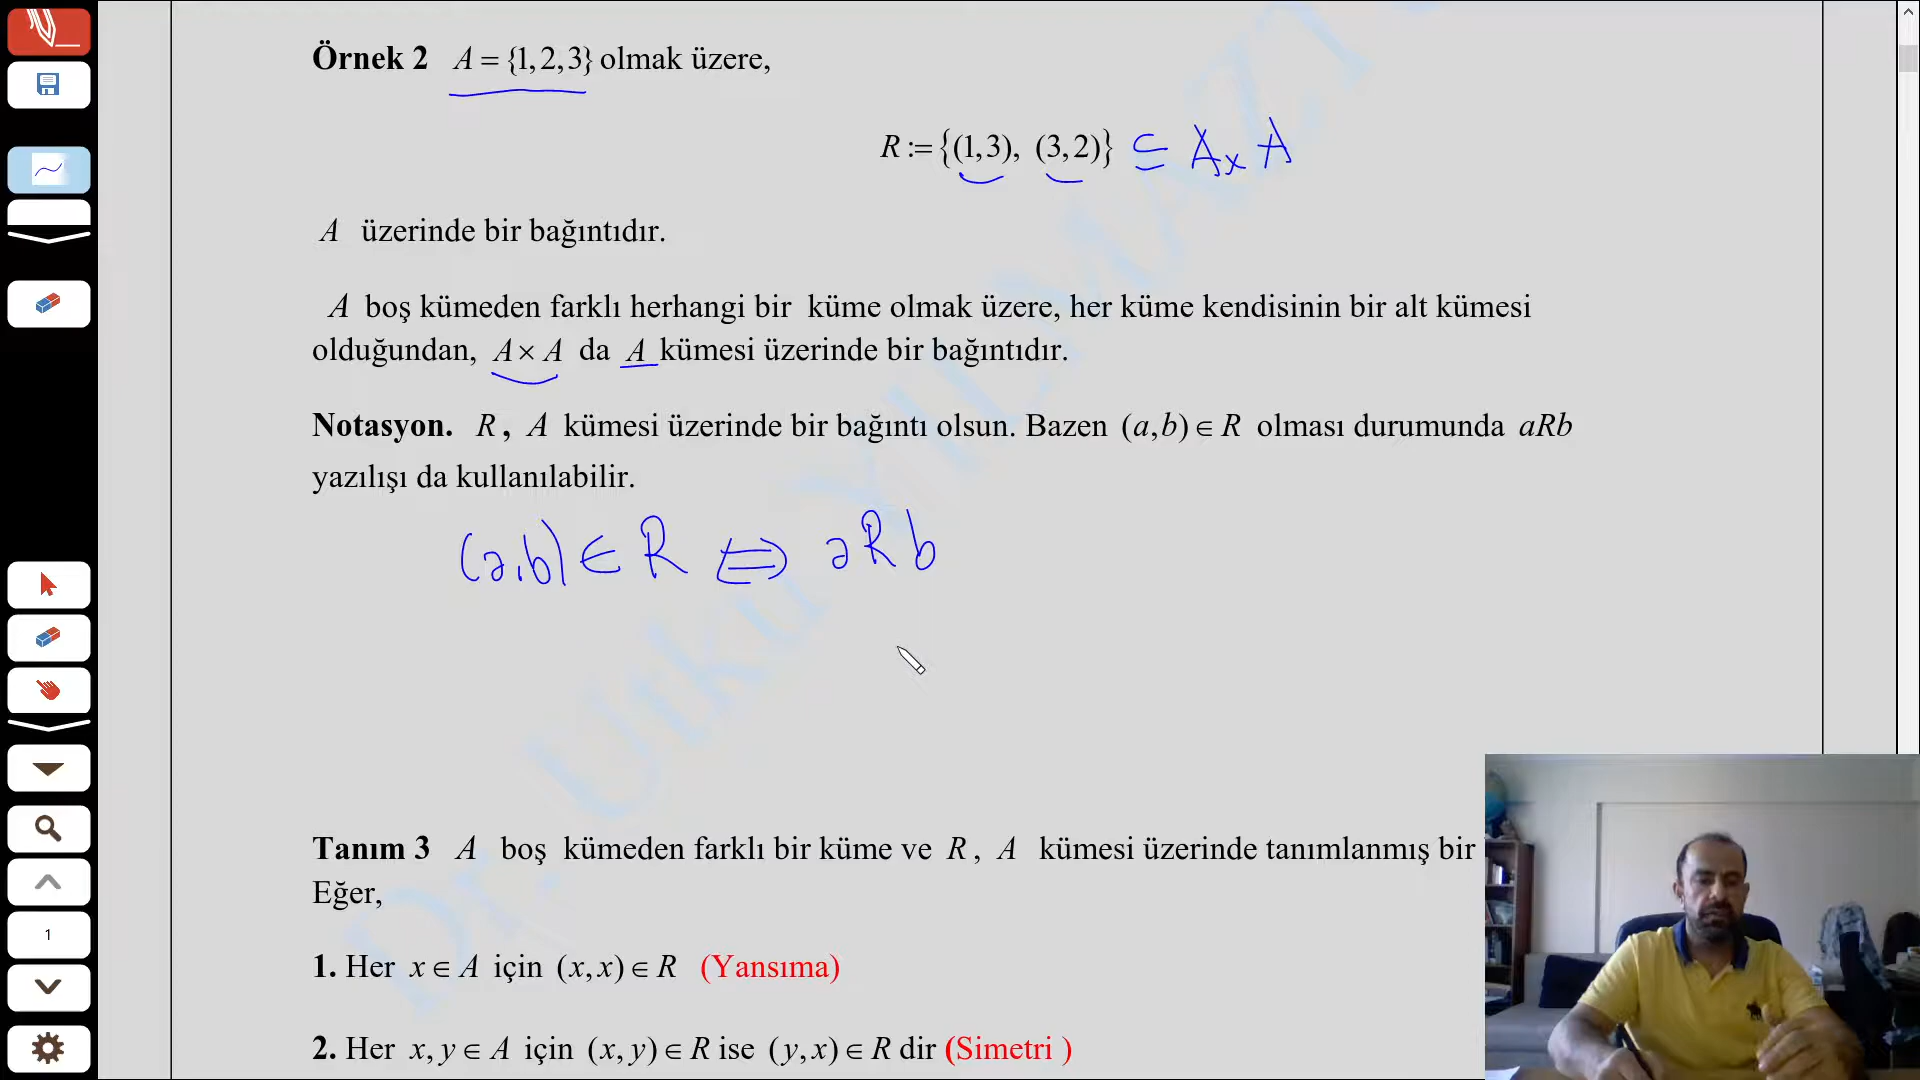 Örnek 2 A = {1,2,3} olmak üzere,
R := {(1,3), (3,2)} ⊆ A x A
A üzerinde bir bağıntıdır.
A boş kümeden farklı herhangi bir küme olmak üzere, her küme kendisinin bir alt kümesi
olduğundan, A × A da A kümesi üzerinde bir bağıntıdır.
Notasyon. R, A kümesi üzerinde bir bağıntı olsun. Bazen (a,b) ∈ R olması durumunda aRb
yazılışı da kullanılabilir.
(a,b) ∈ R ⇔ aRb
Tanım 3 A boş kümeden farklı bir küme ve R, A kümesi üzerinde tanımlanmış bir
Eğer,
1. Her x ∈ A için (x,x) ∈ R (Yansıma)
2. Her x,y ∈ A için (x,y) ∈ R ise (y,x) ∈ R dir (Simetri )
1